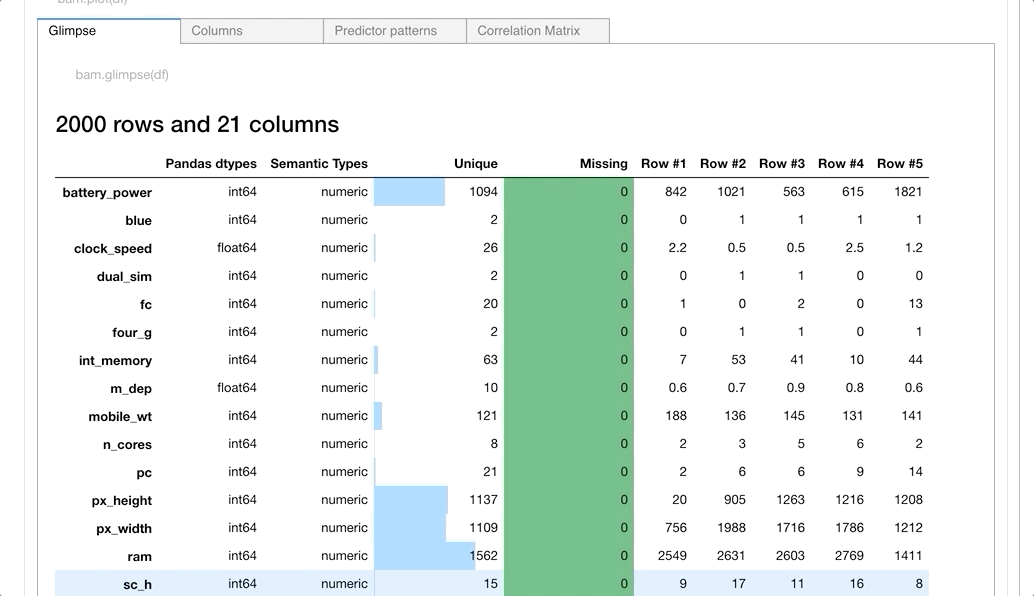 bam.plot(df)
Glimpse Columns Predictor patterns Correlation Matrix
bam.glimpse(df)
2000 rows and 21 columns
Pandas dtypes Semantic Types Unique Missing Row #1 Row #2 Row #3 Row #4 Row #5
battery_power int64 numeric 1094 0 842 1021 563 615 1821
blue int64 numeric 2 0 0 1 1 1 1
clock_speed float64 numeric 26 0 2.2 0.5 0.5 2.5 1.2
dual_sim int64 numeric 2 0 0 1 1 0 0
fc int64 numeric 20 0 1 0 2 0 13
four_g int64 numeric 2 0 0 1 1 0 1
int_memory int64 numeric 63 0 7 53 41 10 44
m_dep float64 numeric 10 0 0.6 0.7 0.9 0.8 0.6
mobile_wt int64 numeric 121 0 188 136 145 131 141
n_cores int64 numeric 8 0 2 3 5 6 2
pc int64 numeric 21 0 2 6 6 9 14
px_height int64 numeric 1137 0 20 905 1263 1216 1208
px_width int64 numeric 1109 0 756 1988 1716 1786 1212
ram int64 numeric 1562 0 2549 2631 2603 2769 1411
sc_h int64 numeric 15 0 9 17 11 16 8